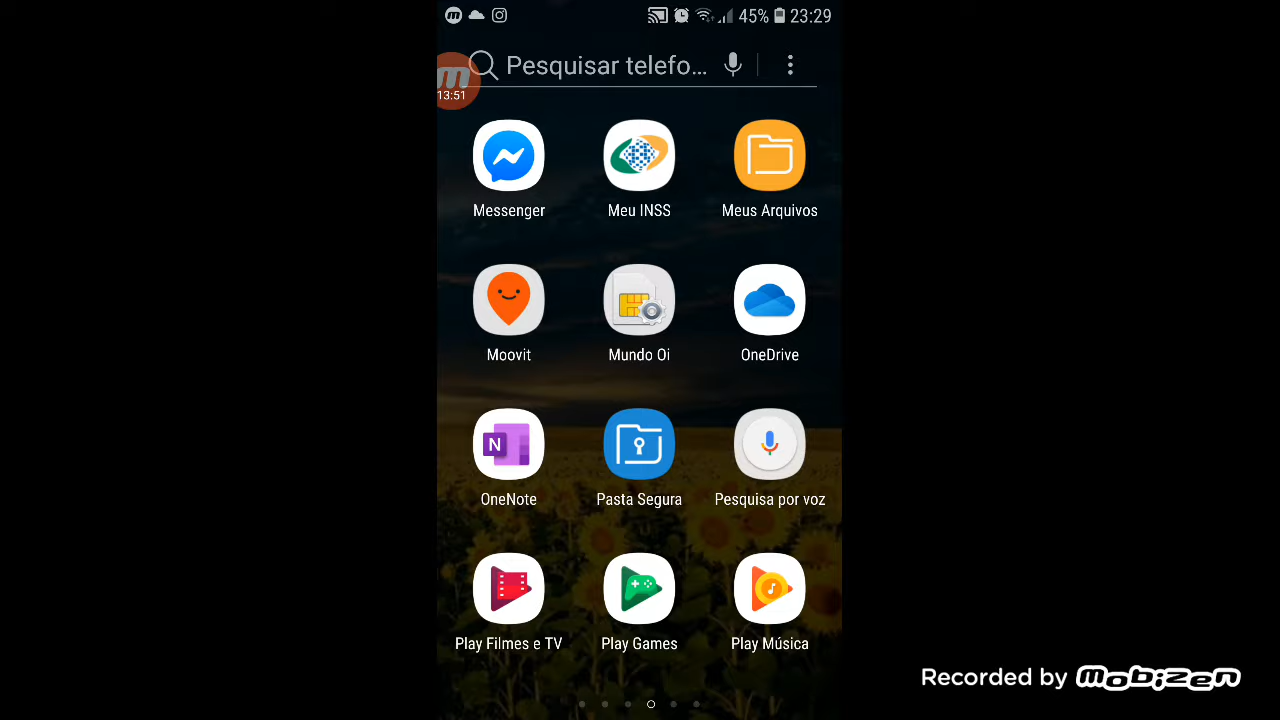 45% 23:29
Pesquisar telefo...
13:51
Messenger Meu INSS Meus Arquivos
Moovit Mundo Oi OneDrive
N
OneNote Pasta Segura Pesquisa por voz
Play Filmes e TV Play Games Play Música
Recorded by mobizen